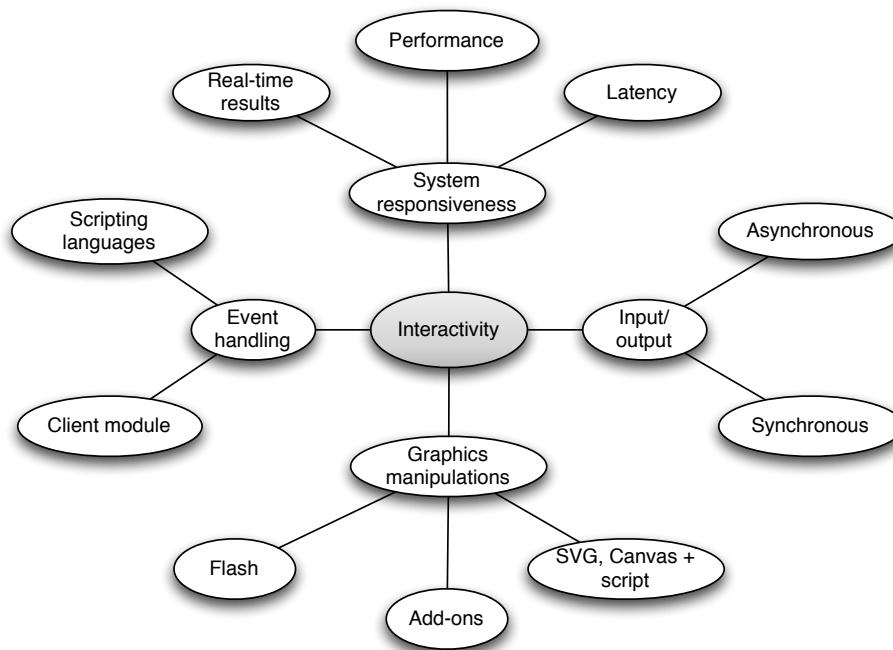 Performance
Real-time
results
Latency
System
responsiveness
Scripting
languages
Asynchronous
Event
handling
Interactivity
Input/
output
Client module
Synchronous
Graphics
manipulations
Flash
SVG, Canvas +
script
Add-ons